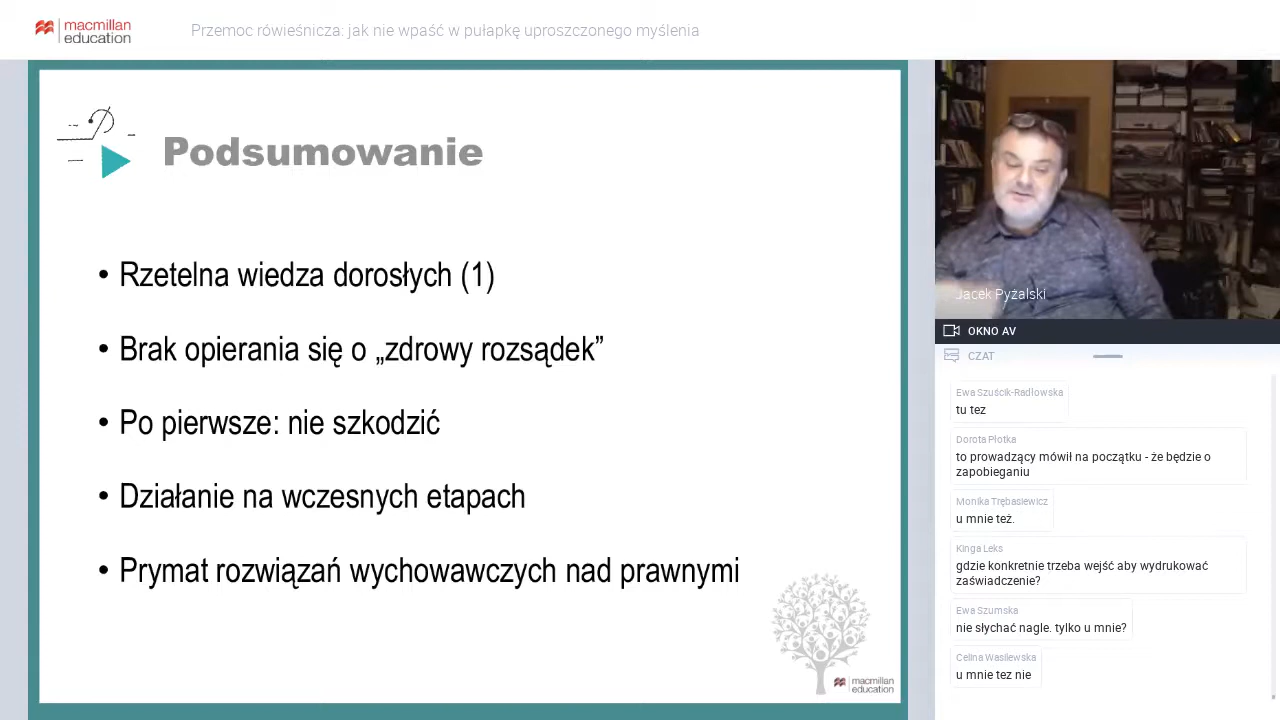 macmillan
education
Przemoc rówieśnicza: jak nie wpaść w pułapkę uproszczonego myślenia
Podsumowanie
• Rzetelna wiedza dorosłych (1)
• Brak opierania się o „zdrowy rozsądek”
• Po pierwsze: nie szkodzić
• Działanie na wczesnych etapach
• Prymat rozwiązań wychowawczych nad prawnymi
macmillan
education
Jacek Pyżalski
OKNO AV
CZAT
Ewa Szuścik-Radłowska
tu tez
Dorota Płotka
to prowadzący mówił na początku - że będzie o
zapobieganiu
Monika Trębasiewicz
u mnie też.
Kinga Leks
gdzie konkretnie trzeba wejść aby wydrukować
zaświadczenie?
Ewa Szumska
nie słychać nagle. tylko u mnie?
Celina Wasilewska
u mnie tez nie